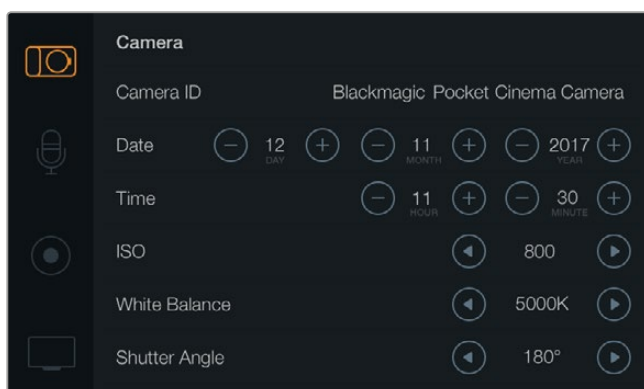 Camera
Camera ID Blackmagic Pocket Cinema Camera
Date 12 DAY 11 MONTH 2017 YEAR
Time 11 HOUR 30 MINUTE
ISO 800
White Balance 5000K
Shutter Angle 180°